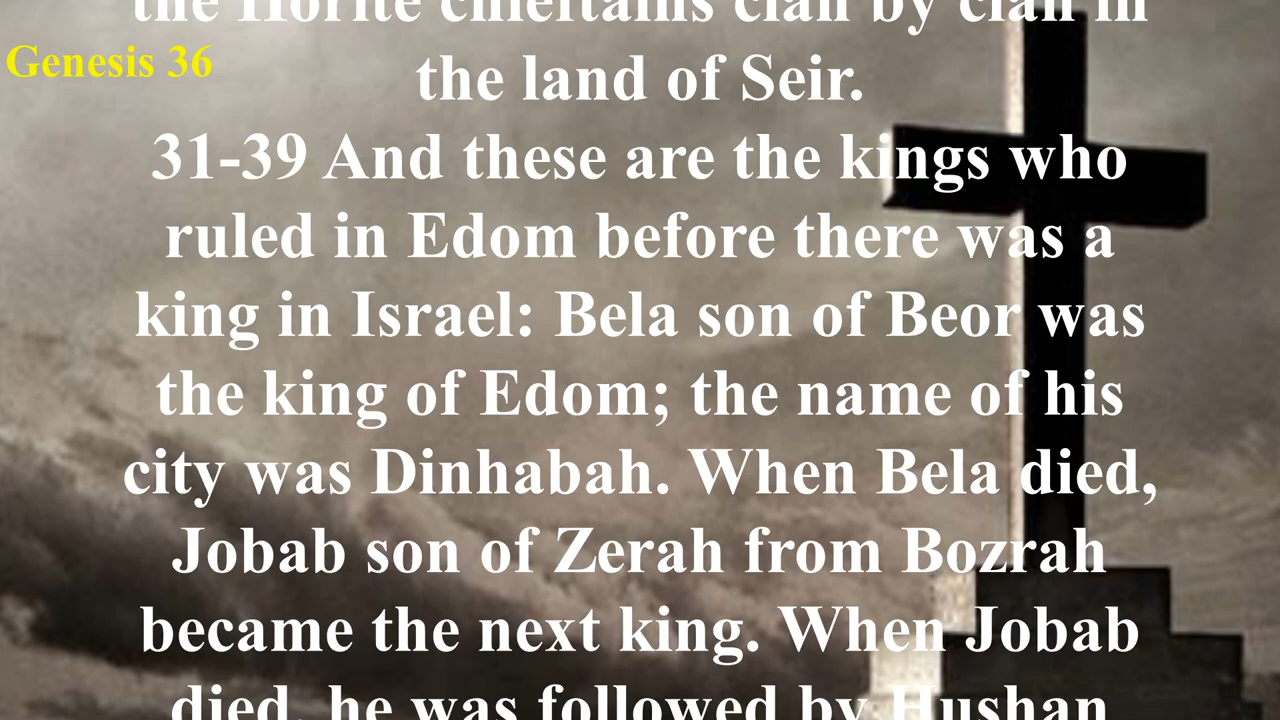 the Horite chieftains clan by clan in
Genesis 36
the land of Seir.
31-39 And these are the kings who
ruled in Edom before there was a
king in Israel: Bela son of Beor was
the king of Edom; the name of his
city was Dinhabah. When Bela died,
Jobab son of Zerah from Bozrah
became the next king. When Jobab
died, he was followed by Hushan